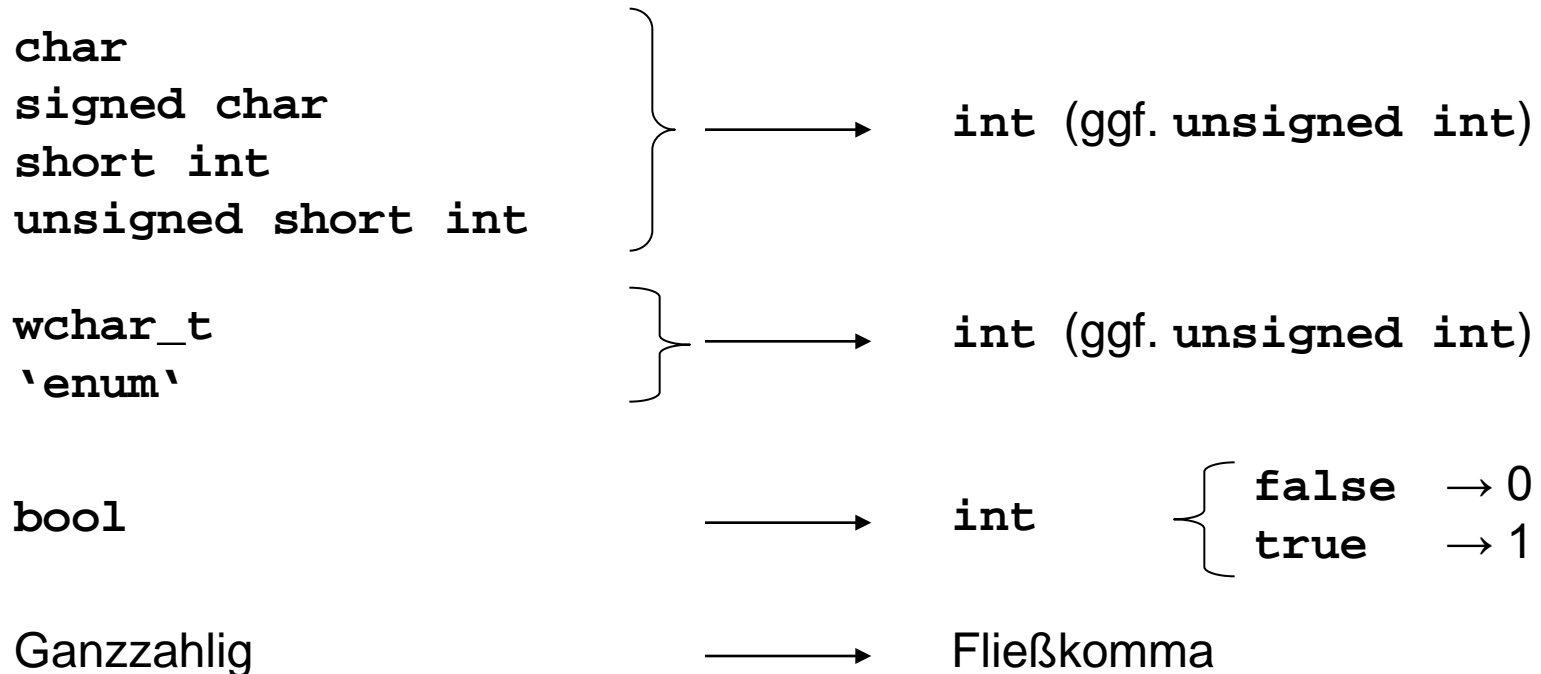 char
signed char
short int
unsigned short int
int (ggf. unsigned int)
wchar_t
‘enum‘
int (ggf. unsigned int)
bool
int
false → 0
true → 1
Ganzzahlig
Fließkomma